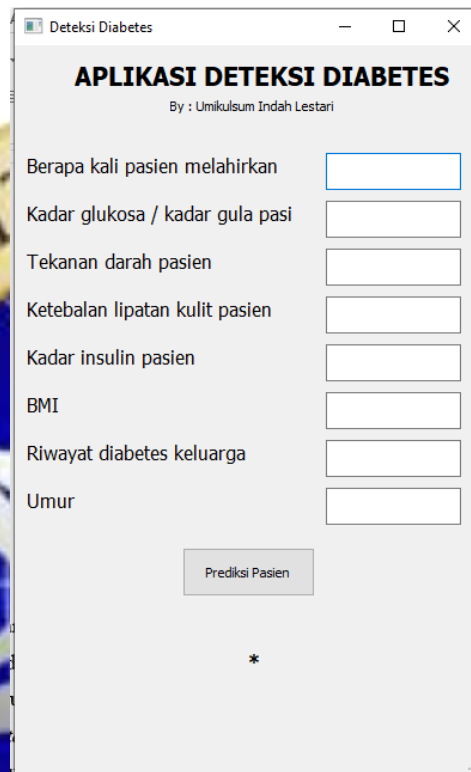 Deteksi Diabetes
APLIKASI DETEKSI DIABETES
By : Umikulsum Indah Lestari
Berapa kali pasien melahirkan
Kadar glukosa / kadar gula pasi
Tekanan darah pasien
Ketebalan lipatan kulit pasien
Kadar insulin pasien
BMI
Riwayat diabetes keluarga
Umur
Prediksi Pasien
*